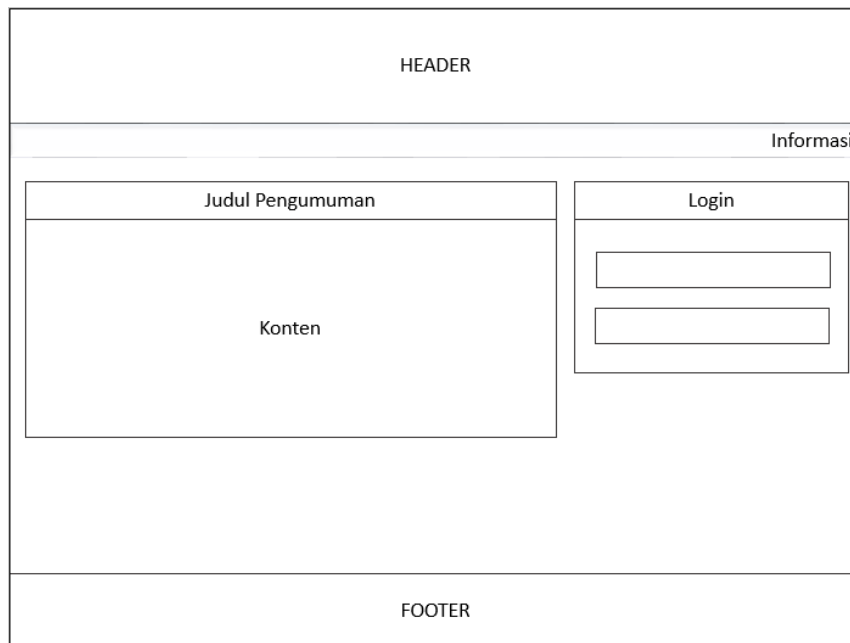 HEADER
Informasi
Judul Pengumuman
Login
Konten
FOOTER